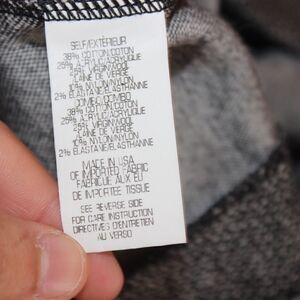 SELF/EXTÉRIEUR
38% COTTON/COTON
25% ACRYLIC/ACRYLIQUE
25% VIRGIN WOOL
LAINE DE VERGE
10% NYLON/NYLON
2% ELASTANE/ELASTHANNE
COMBO/COMBO
38% COTTON/COTON
25% ACRYLIC/ACRYLIQUE
25% VIRGIN WOOL
LAINE DE VERGE
10% NYLON/NYLON
2% ELASTANE/ELASTHANNE
MADE IN USA
OF IMPORTED FABRIC
FABRIQUE AUX EU
DE IMPORTEE TISSUE
SEE REVERSE SIDE
FOR CARE INSTRUCTION
DIRECTIVES D'ENTRETIEN
AU VERSO